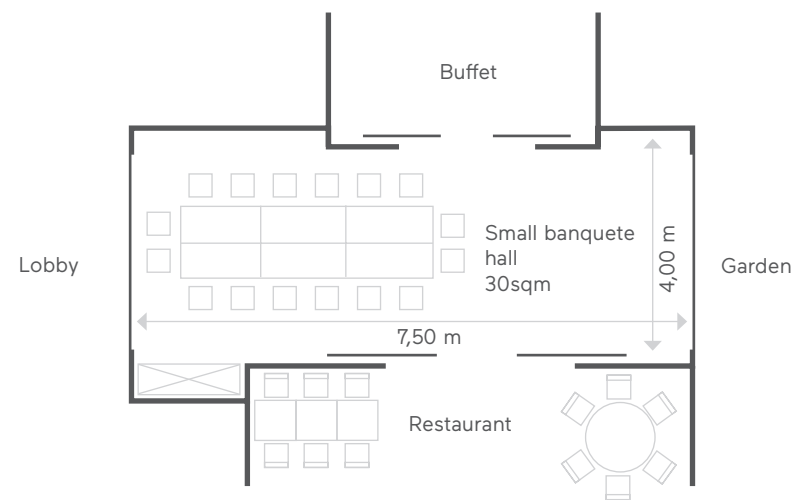 Buffet
Small banquete
hall
30sqm
4,00 m
Lobby
Garden
7,50 m
Restaurant